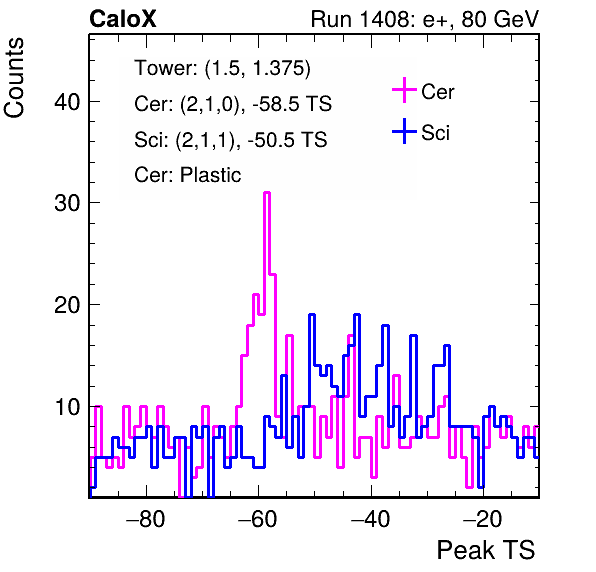 CaloX Run 1408: e+, 80 GeV
Counts
Tower: (1.5, 1.375)
Cer: (2,1,0), -58.5 TS
Sci: (2,1,1), -50.5 TS
Cer: Plastic
Cer
Sci
40
30
20
10
−80 −60 −40 −20
Peak TS